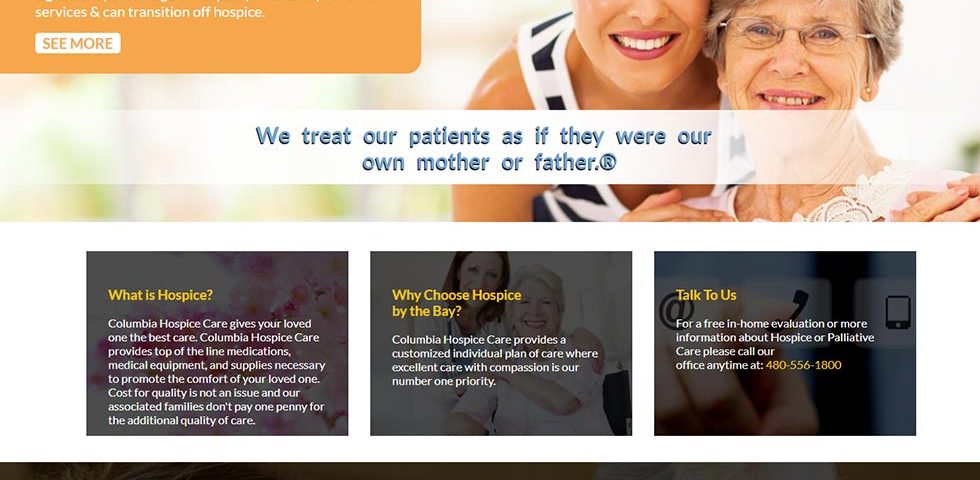 services & can transition off hospice.
SEE MORE
We treat our patients as if they were our
own mother or father.®
What is Hospice?
Columbia Hospice Care gives your loved
one the best care. Columbia Hospice Care
provides top of the line medications,
medical equipment, and supplies necessary
to promote the comfort of your loved one.
Cost for quality is not an issue and our
associated families don't pay one penny for
the additional quality of care.
Why Choose Hospice
by the Bay?
Columbia Hospice Care provides a
customized individual plan of care where
excellent care with compassion is our
number one priority.
@
Talk To Us
For a free in-home evaluation or more
information about Hospice or Palliative
Care please call our
office anytime at: 480-556-1800